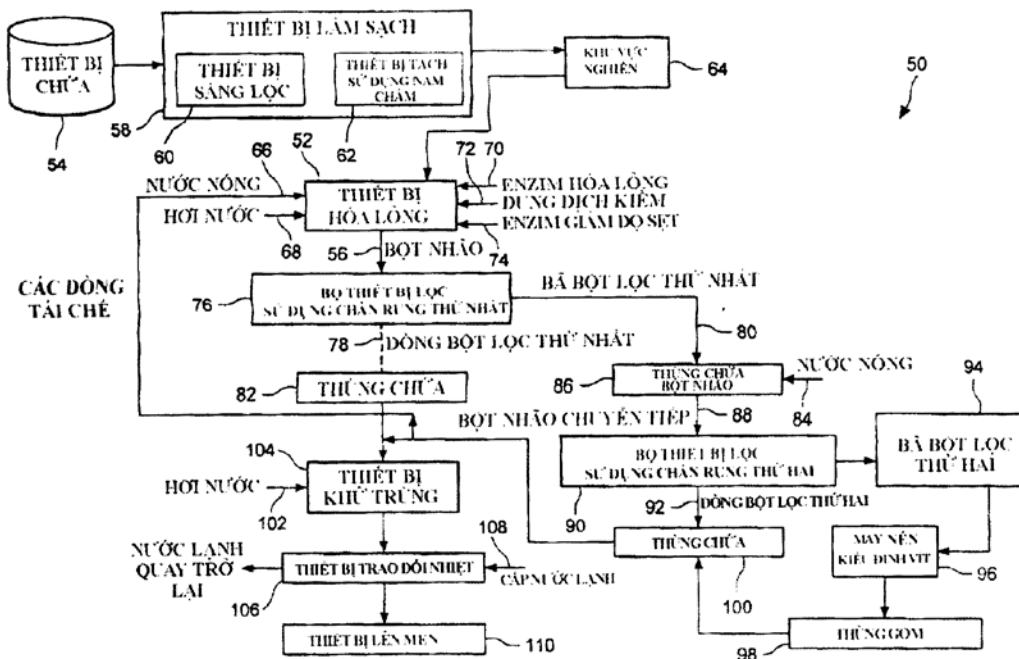 THIẾT BỊ
CHỨA
54
THIẾT BỊ LÀM SẠCH
THIẾT BỊ
SÀNG LỌC
THIẾT BỊ TÁCH
SỬ DỤNG NAM
CHÂM
58
60
62
KHU VỰC
NGHIỀN
64
50
52
66
72
70
NƯỚC NÓNG
THIẾT BỊ
HÓA LỎNG
ENZIM HÓA LỎNG
DUNG DỊCH KIỀM
ENZIM GIẢM ĐỘ SỆT
HƠI NƯỚC
68
56
BỘT NHÃO
74
CÁC DÒNG
TÁI CHẾ
76
BỘ THIẾT BỊ LỌC
SỬ DỤNG CHẤN RUNG THỨ NHẤT
BÃ BỘT LỌC THỨ NHẤT
80
78
DÒNG BỘT LỌC THỨ NHẤT
82
THÙNG CHỨA
86
THÙNG CHỨA
BỘT NHÃO
NƯỚC NÓNG
84
94
BỘT NHÃO CHUYỂN TIẾP
88
BỘ THIẾT BỊ LỌC
SỬ DỤNG CHẤN RUNG THỨ HAI
BÃ BỘT LỌC
THỨ HAI
104
THIẾT BỊ
KHỬ TRÙNG
HƠI NƯỚC
102
90
92
DÒNG BỘT LỌC THỨ HAI
THÙNG CHỨA
100
MÁY NÉN
KIỂU ĐINH VÍT
96
NƯỚC LẠNH
QUAY TRỞ
LẠI
108
THIẾT BỊ TRAO ĐỔI NHIỆT
CẤP NƯỚC LẠNH
106
THIẾT BỊ LÊN MEN
110
THÙNG GOM
98